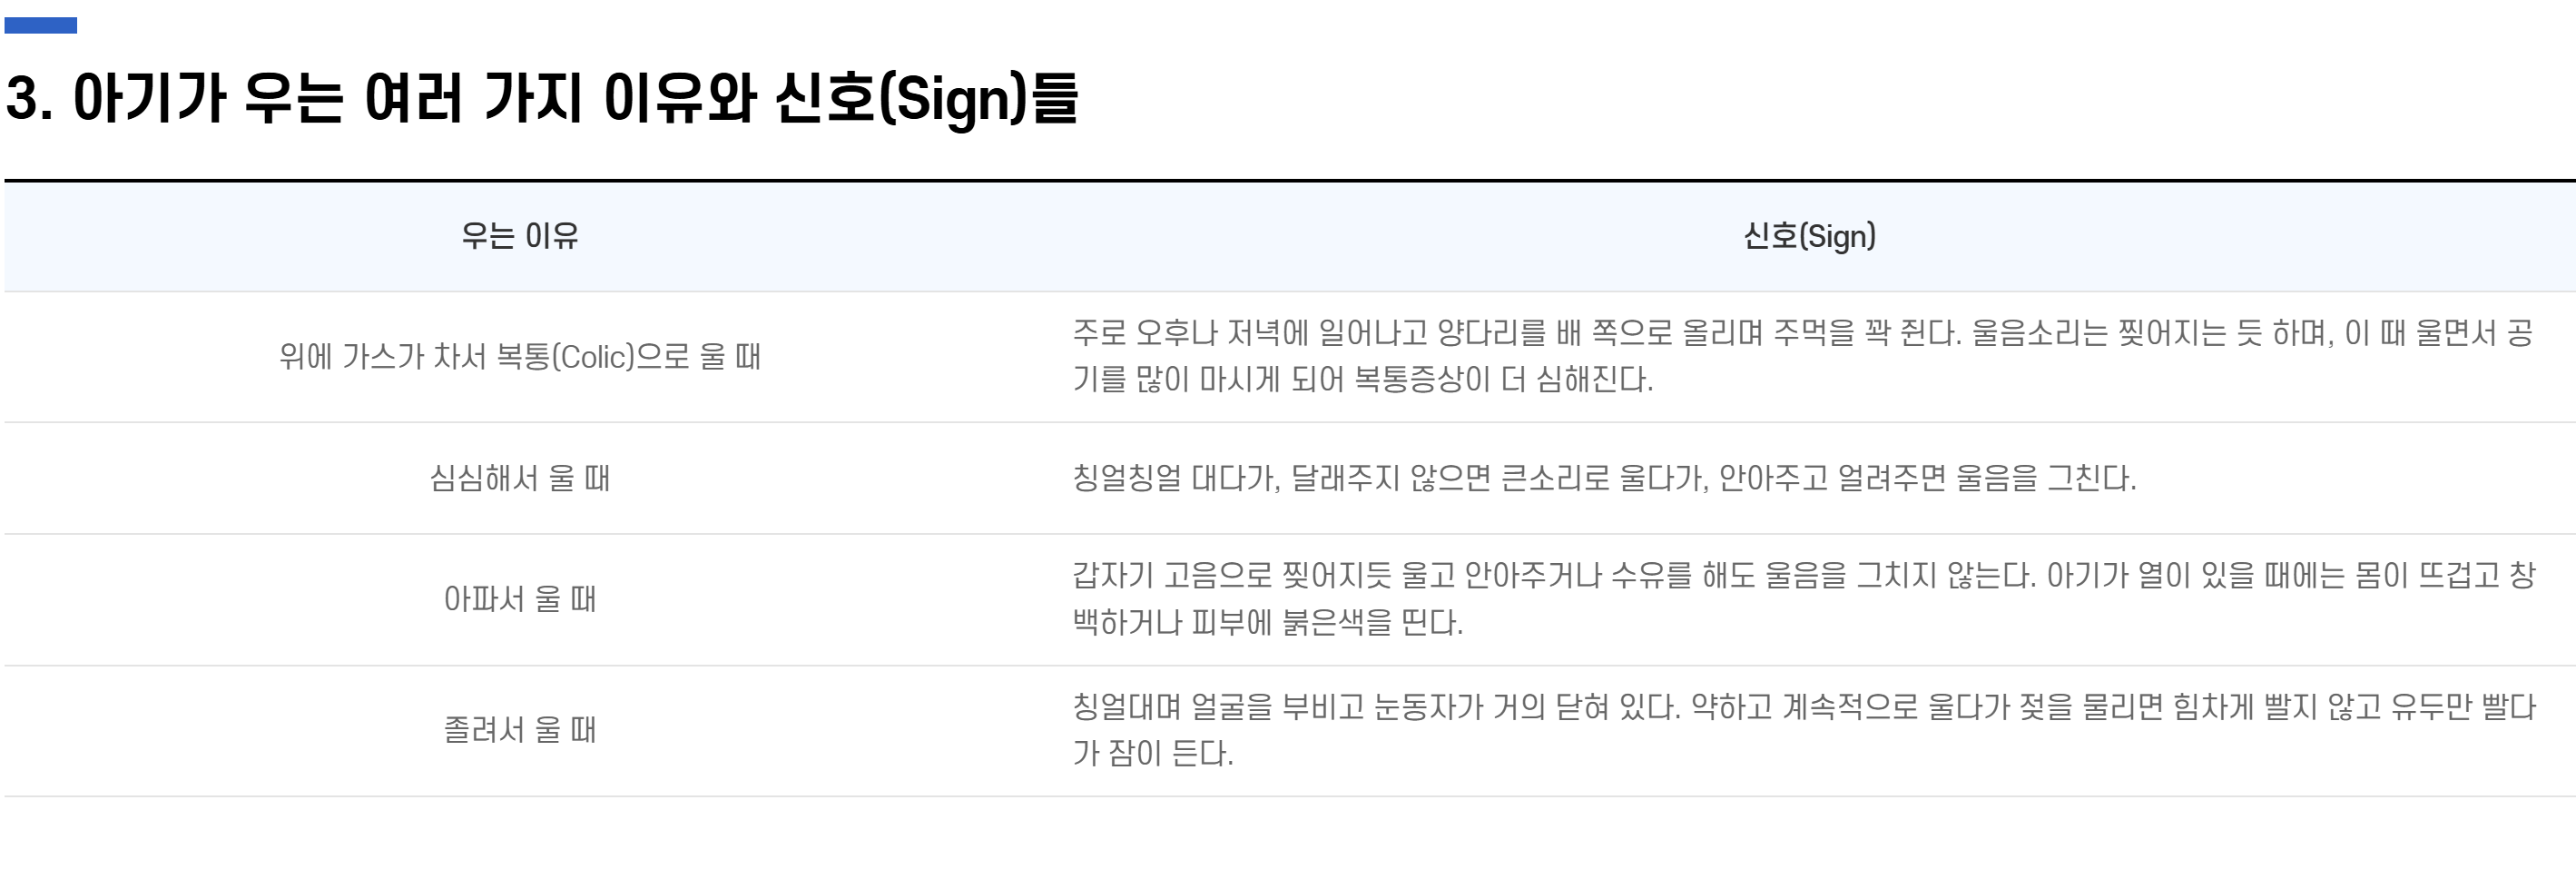 3. 아기가 우는 여러 가지 이유와 신호(Sign)들
우는 이유
신호(Sign)
위에 가스가 차서 복통(Colic)으로 울 때
주로 오후나 저녁에 일어나고 양다리를 배 쪽으로 올리며 주먹을 꽉 쥔다. 울음소리는 찢어지는 듯 하며, 이 때 울면서 공
기를 많이 마시게 되어 복통증상이 더 심해진다.
심심해서 울 때
칭얼칭얼 대다가, 달래주지 않으면 큰소리로 울다가, 안아주고 얼려주면 울음을 그친다.
아파서 울 때
갑자기 고음으로 찢어지듯 울고 안아주거나 수유를 해도 울음을 그치지 않는다. 아기가 열이 있을 때에는 몸이 뜨겁고 창
백하거나 피부에 붉은색을 띤다.
졸려서 울 때
칭얼대며 얼굴을 부비고 눈동자가 거의 닫혀 있다. 약하고 계속적으로 울다가 젖을 물리면 힘차게 빨지 않고 유두만 빨다
가 잠이 든다.